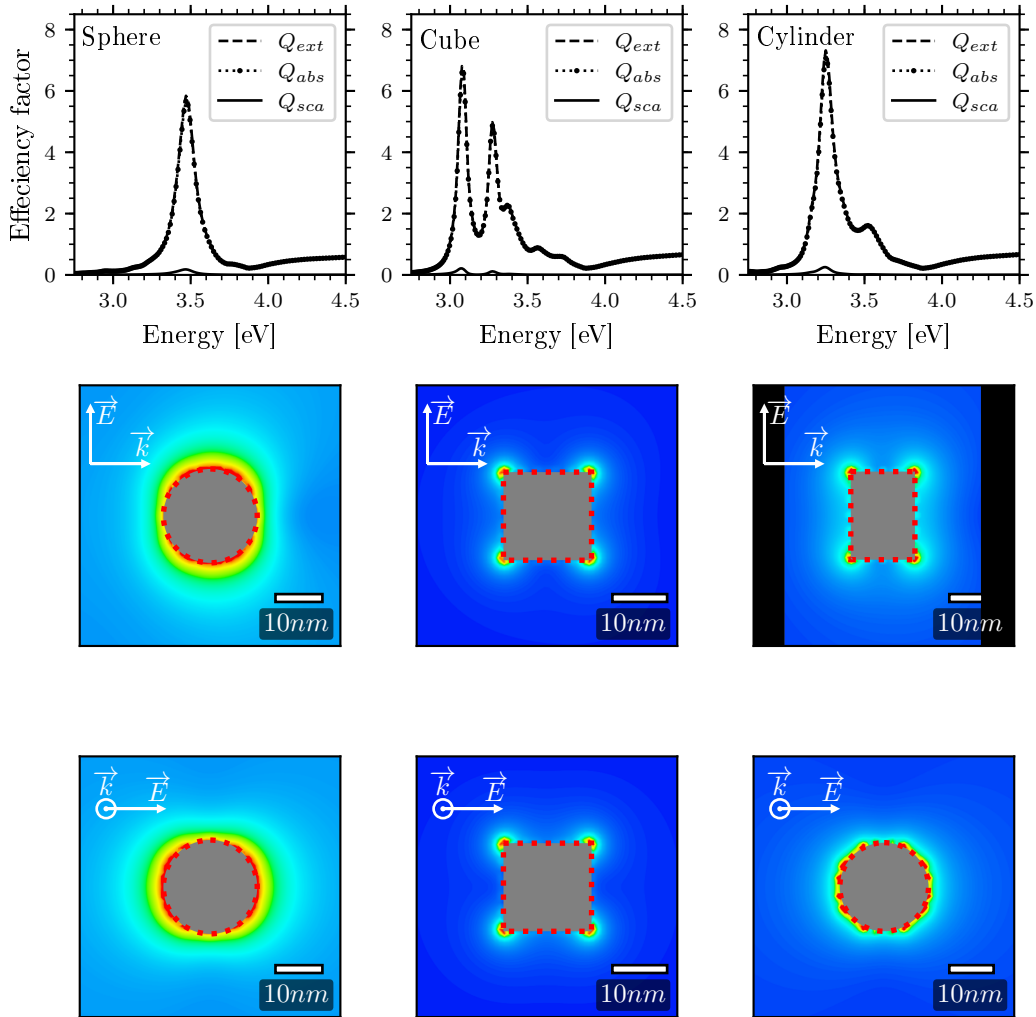 Sphere
Q_ext
Q_abs
Q_sca
Cube
Q_ext
Q_abs
Q_sca
Cylinder
Q_ext
Q_abs
Q_sca
Effeciency factor
8
6
4
2
0
8
6
4
2
0
8
6
4
2
0
3.0 3.5 4.0 4.5
3.0 3.5 4.0 4.5
3.0 3.5 4.0 4.5
Energy [eV]
Energy [eV]
Energy [eV]
E
k
10nm
E
k
10nm
E
k
10nm
k
E
10nm
k
E
10nm
k
E
10nm